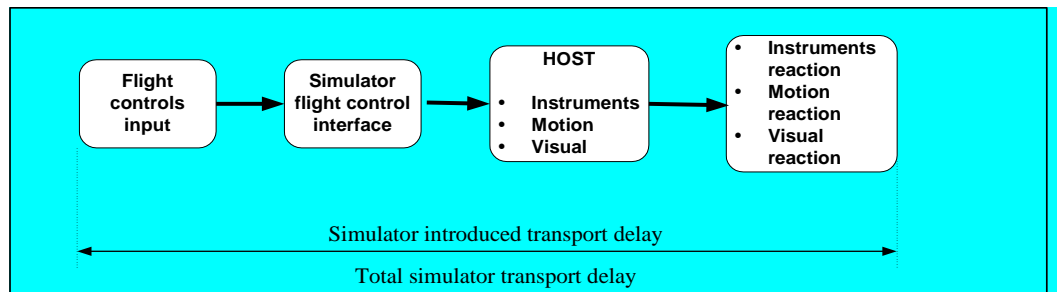 Flight
controls
input
Simulator
flight control
interface
HOST
• Instruments
• Motion
• Visual
• Instruments
reaction
• Motion
reaction
• Visual
reaction
Simulator introduced transport delay
Total simulator transport delay